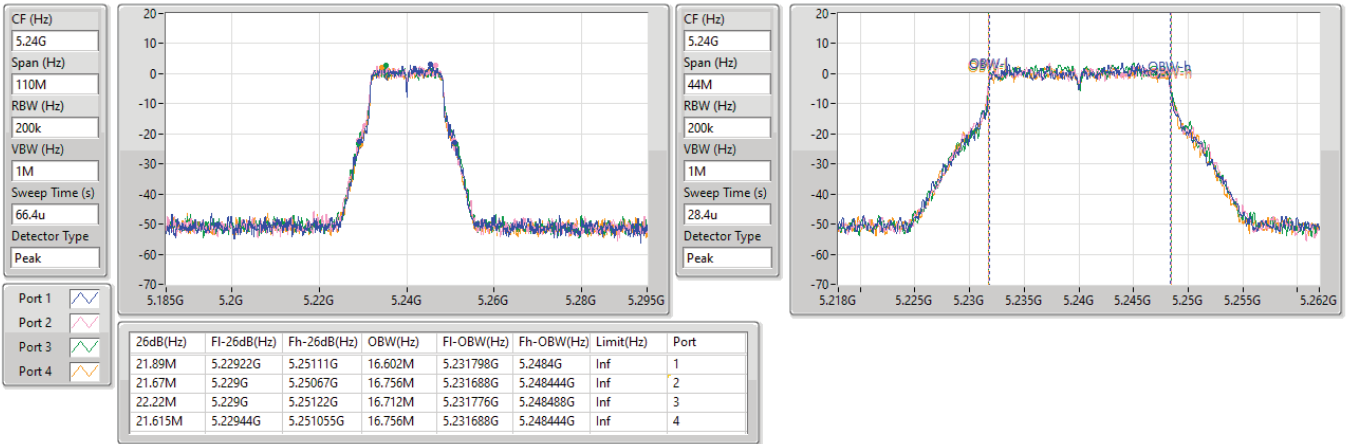 CF (Hz)
5.24G
Span (Hz)
110M
RBW (Hz)
200k
VBW (Hz)
1M
Sweep Time (s)
66.4u
Detector Type
Peak
20-
10-
0-
-10-
-20-
-30-
-40-
-50-
-60-
-70-
5.185G 5.2G 5.22G 5.24G 5.26G 5.28G 5.295G
CF (Hz)
5.24G
Span (Hz)
44M
RBW (Hz)
200k
VBW (Hz)
1M
Sweep Time (s)
28.4u
Detector Type
Peak
20-
10-
0-
-10-
-20-
-30-
-40-
-50-
-60-
-70-
OBW-l OBW-h
5.218G 5.225G 5.23G 5.235G 5.24G 5.245G 5.25G 5.255G 5.262G
Port 1
Port 2
Port 3
Port 4
26dB(Hz) Fl-26dB(Hz) Fh-26dB(Hz) OBW(Hz) Fl-OBW(Hz) Fh-OBW(Hz) Limit(Hz) Port
21.89M 5.22922G 5.25111G 16.602M 5.231798G 5.2484G Inf 1
21.67M 5.229G 5.25067G 16.756M 5.231688G 5.248444G Inf 2
22.22M 5.229G 5.25122G 16.712M 5.231776G 5.248488G Inf 3
21.615M 5.22944G 5.251055G 16.756M 5.231688G 5.248444G Inf 4